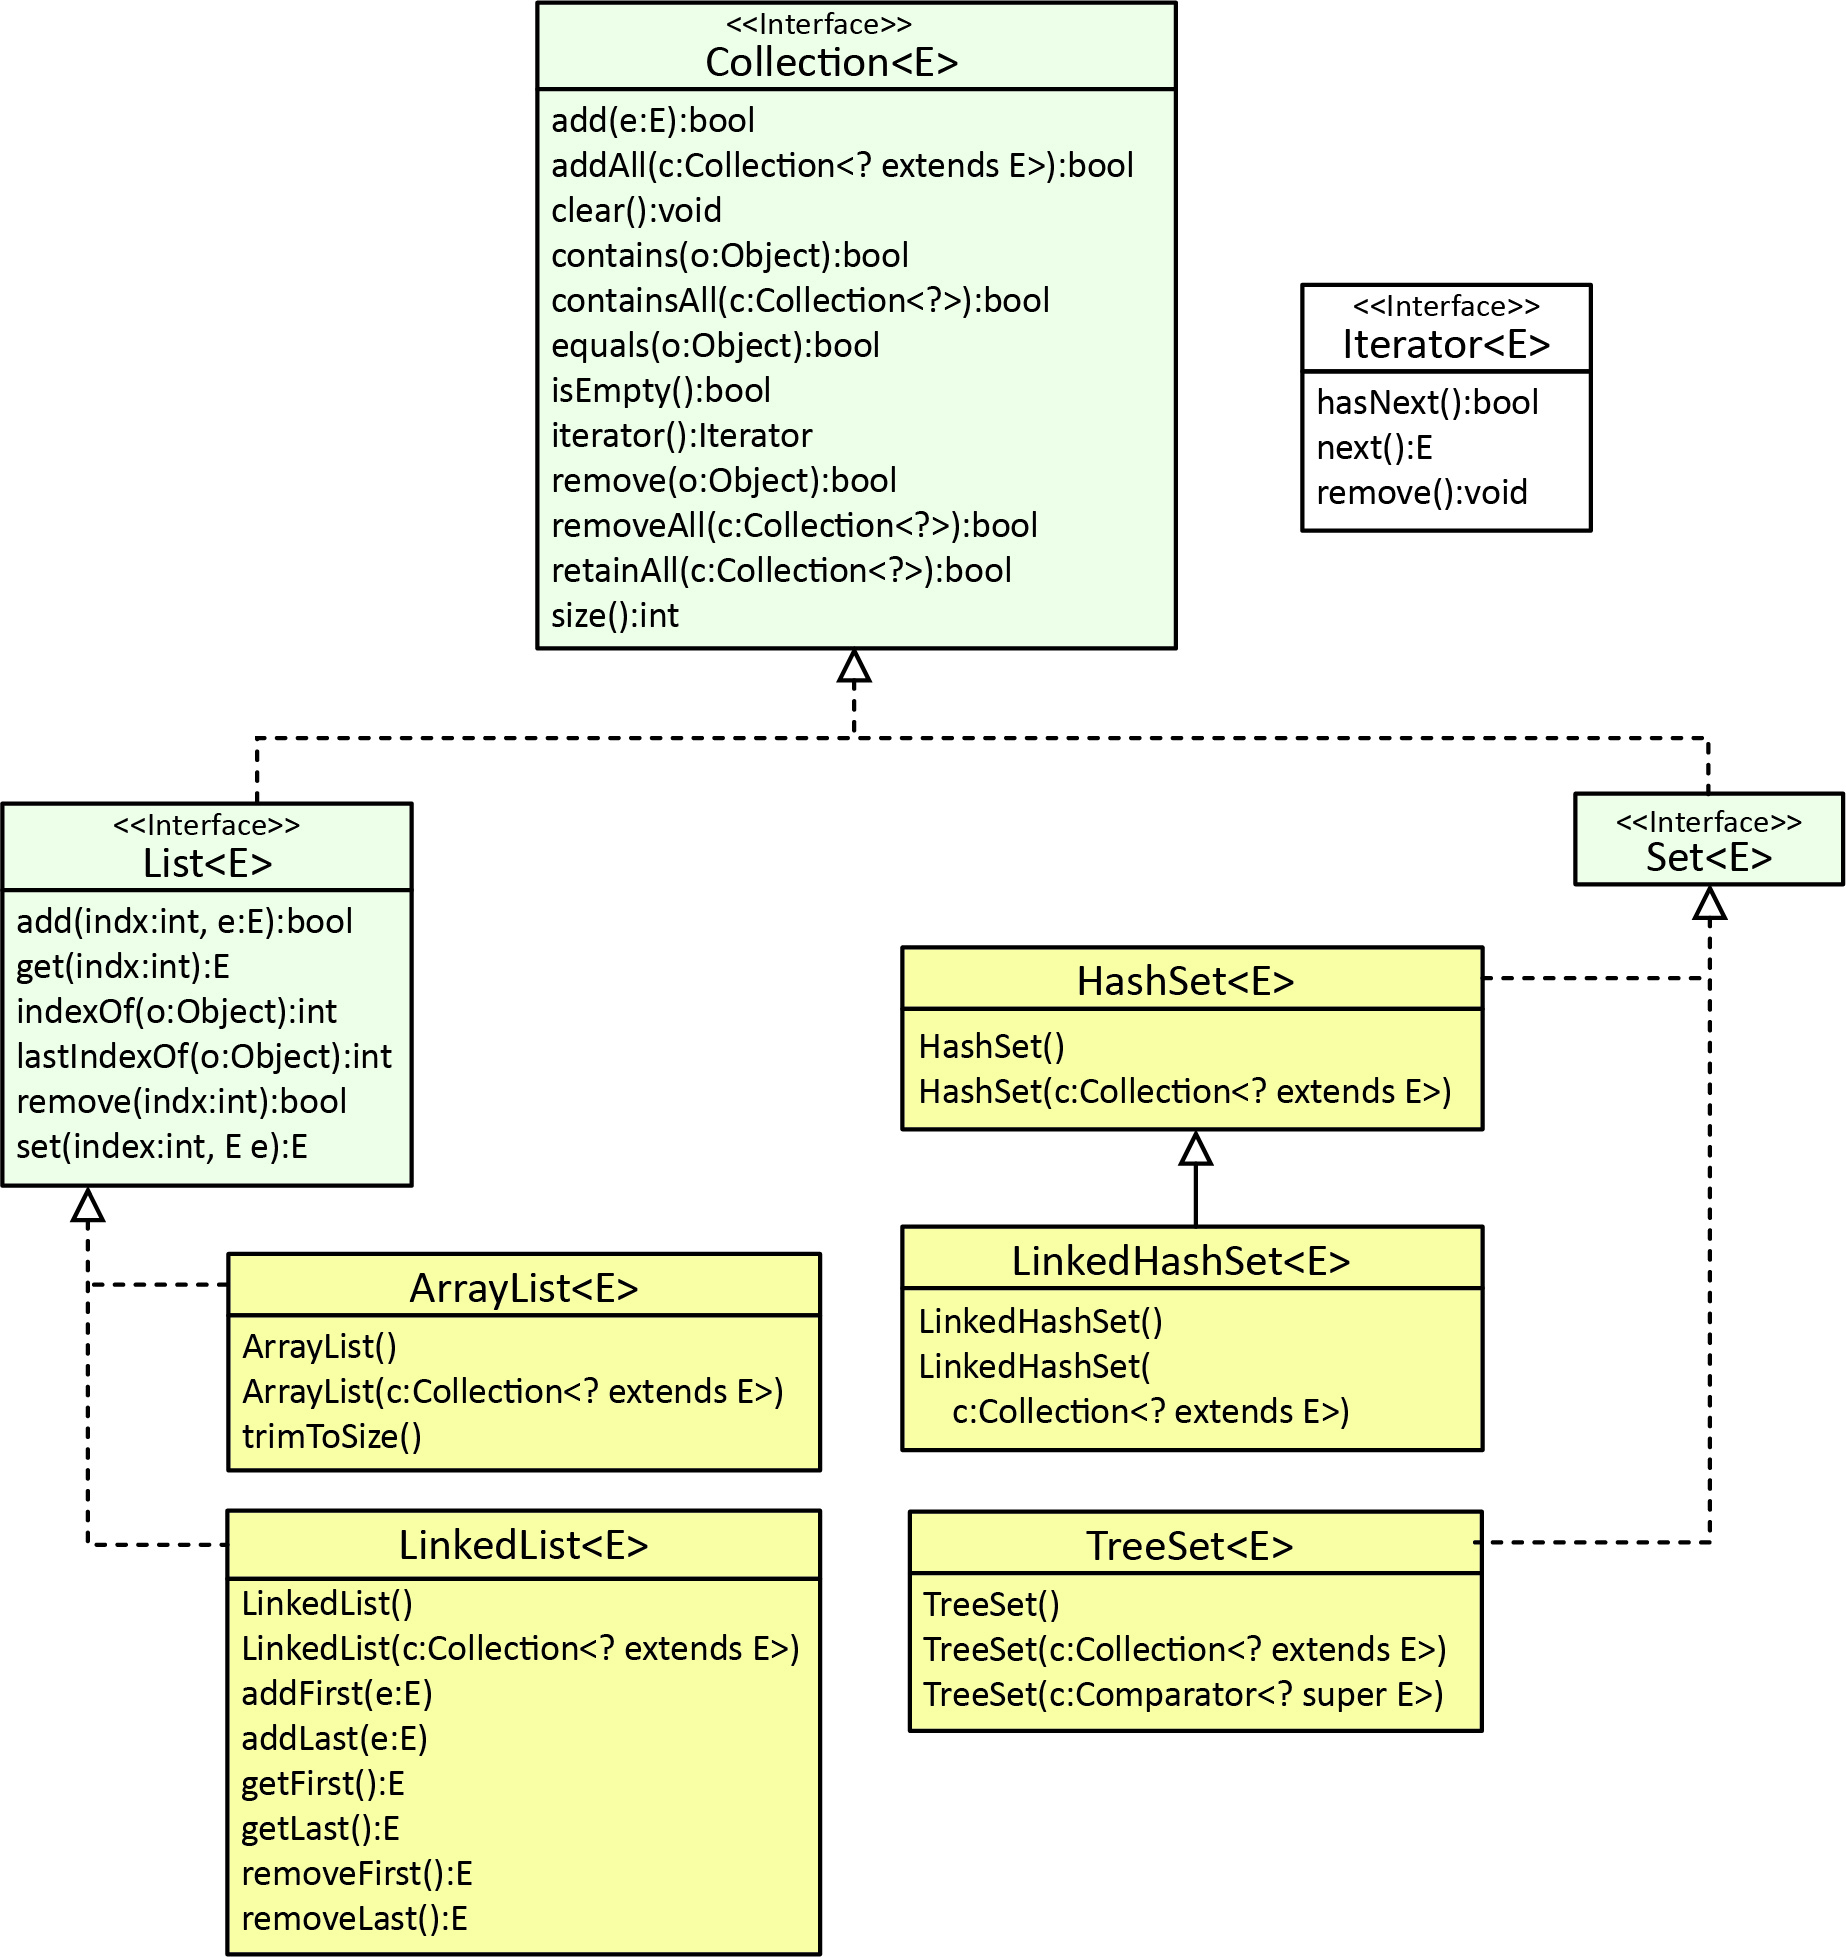 <<Interface>>
Collection<E>
add(e:E):bool
addAll(c:Collection<? extends E>):bool
clear():void
contains(o:Object):bool
containsAll(c:Collection<?>):bool
equals(o:Object):bool
isEmpty():bool
iterator():Iterator
remove(o:Object):bool
removeAll(c:Collection<?>):bool
retainAll(c:Collection<?>):bool
size():int
<<Interface>>
Iterator<E>
hasNext():bool
next():E
remove():void
<<Interface>>
List<E>
add(indx:int, e:E):bool
get(indx:int):E
indexOf(o:Object):int
lastIndexOf(o:Object):int
remove(indx:int):bool
set(index:int, E e):E
<<Interface>>
Set<E>
HashSet<E>
HashSet()
HashSet(c:Collection<? extends E>)
LinkedHashSet<E>
LinkedHashSet()
LinkedHashSet(
c:Collection<? extends E>)
ArrayList<E>
ArrayList()
ArrayList(c:Collection<? extends E>)
trimToSize()
LinkedList<E>
LinkedList()
LinkedList(c:Collection<? extends E>)
addFirst(e:E)
addLast(e:E)
getFirst():E
getLast():E
removeFirst():E
removeLast():E
TreeSet<E>
TreeSet()
TreeSet(c:Collection<? extends E>)
TreeSet(c:Comparator<? super E>)